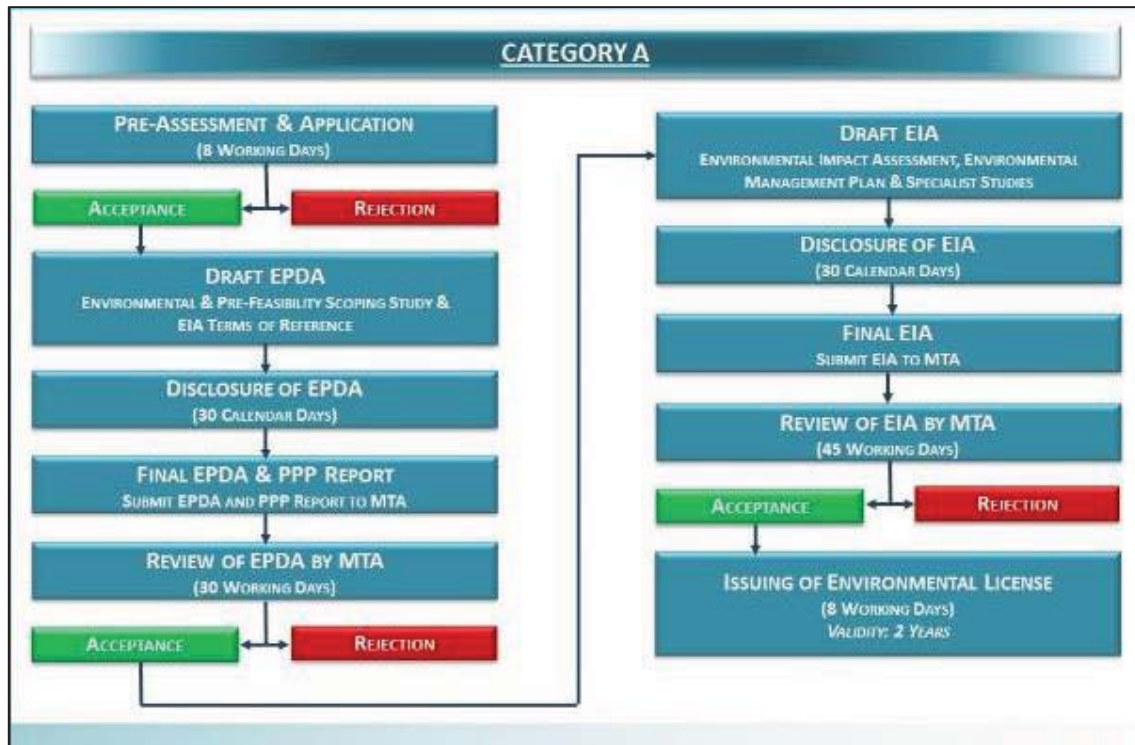 CATEGORY A
PRE-ASSESSMENT & APPLICATION
(8 WORKING DAYS)
ACCEPTANCE
REJECTION
DRAFT EPDA
ENVIRONMENTAL & PRE-FEASIBILITY SCOPING STUDY &
EIA TERMS OF REFERENCE
DISCLOSURE OF EPDA
(30 CALENDAR DAYS)
FINAL EPDA & PPP REPORT
SUBMIT EPDA AND PPP REPORT TO MTA
REVIEW OF EPDA BY MTA
(30 WORKING DAYS)
ACCEPTANCE
REJECTION
DRAFT EIA
ENVIRONMENTAL IMPACT ASSESSMENT, ENVIRONMENTAL
MANAGEMENT PLAN & SPECIALIST STUDIES
DISCLOSURE OF EIA
(30 CALENDAR DAYS)
FINAL EIA
SUBMIT EIA TO MTA
REVIEW OF EIA BY MTA
(45 WORKING DAYS)
ACCEPTANCE
REJECTION
ISSUING OF ENVIRONMENTAL LICENSE
(8 WORKING DAYS)
VALIDITY: 2 YEARS